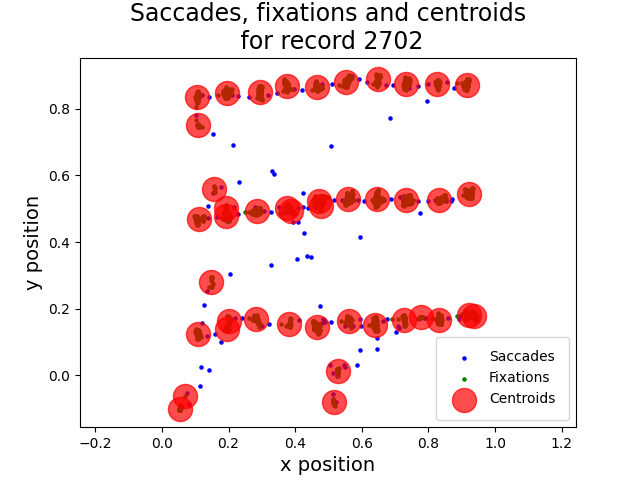 Saccades, fixations and centroids
for record 2702
y position
0.8
0.6
0.4
0.2
0.0
Saccades
Fixations
Centroids
−0.2 0.0 0.2 0.4 0.6 0.8 1.0 1.2
x position